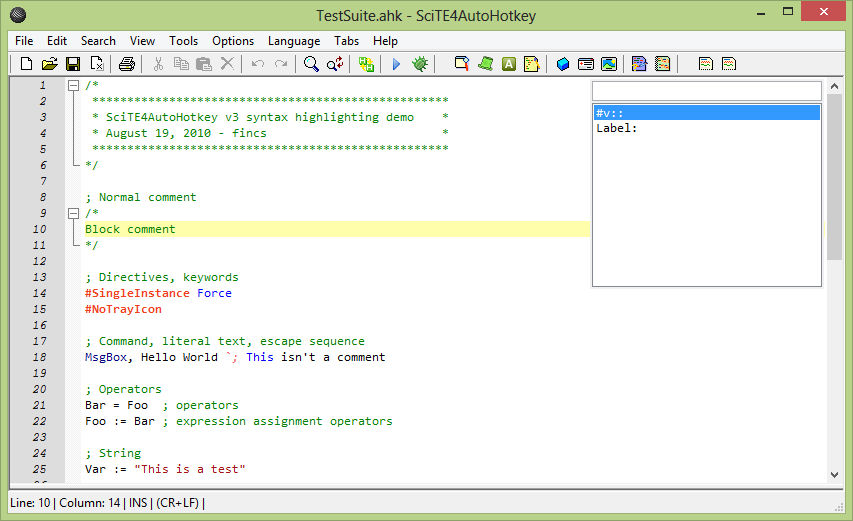 TestSuite.ahk - SciTE4AutoHotkey
File Edit Search View Tools Options Language Tabs Help
1 /*
2 ***************************************************
3 * SciTE4AutoHotkey v3 syntax highlighting demo    *
4 * August 19, 2010 - fincs                         *
5 ***************************************************
6 */
7
8 ; Normal comment
9 /*
10 Block comment
11 */
12
13 ; Directives, keywords
14 #SingleInstance Force
15 #NoTrayIcon
16
17 ; Command, literal text, escape sequence
18 MsgBox, Hello World `; This isn't a comment
19
20 ; Operators
21 Bar = Foo  ; operators
22 Foo := Bar ; expression assignment operators
23
24 ; String
25 Var := "This is a test"
#v::
Label:
Line: 10 | Column: 14 | INS | (CR+LF) |